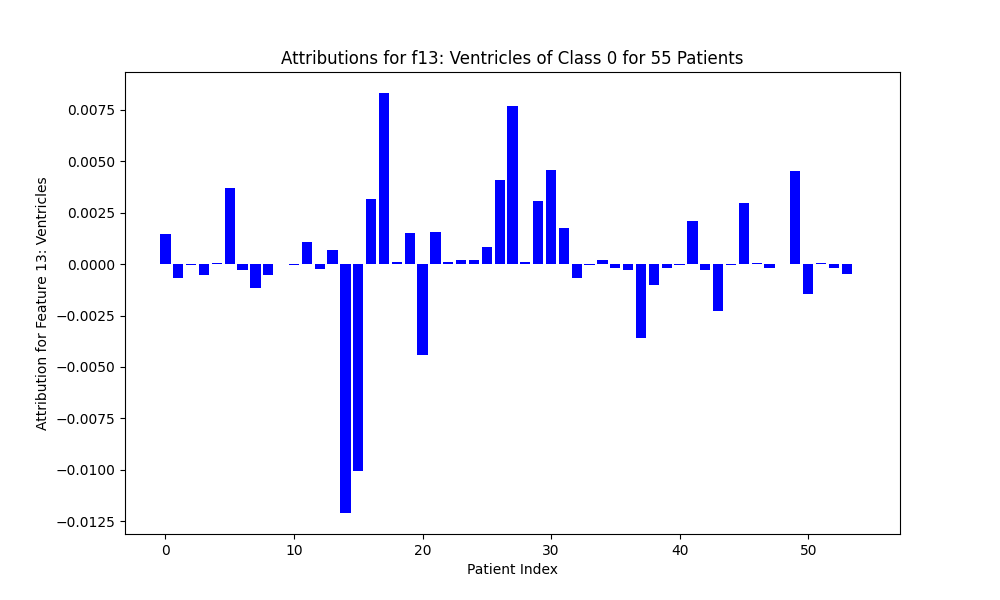 Attributions for f13: Ventricles of Class 0 for 55 Patients
Attribution for Feature 13: Ventricles
0.0075
0.0050
0.0025
0.0000
−0.0025
−0.0050
−0.0075
−0.0100
−0.0125
0 10 20 30 40 50
Patient Index